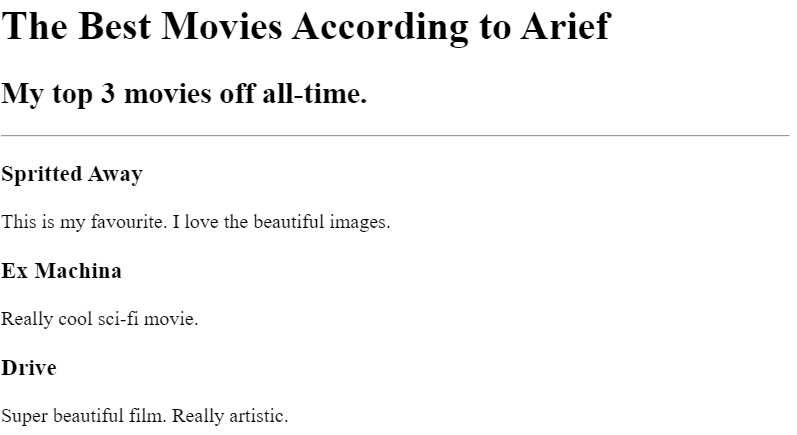 The Best Movies According to Arief
My top 3 movies off all-time.
Spritted Away
This is my favourite. I love the beautiful images.
Ex Machina
Really cool sci-fi movie.
Drive
Super beautiful film. Really artistic.